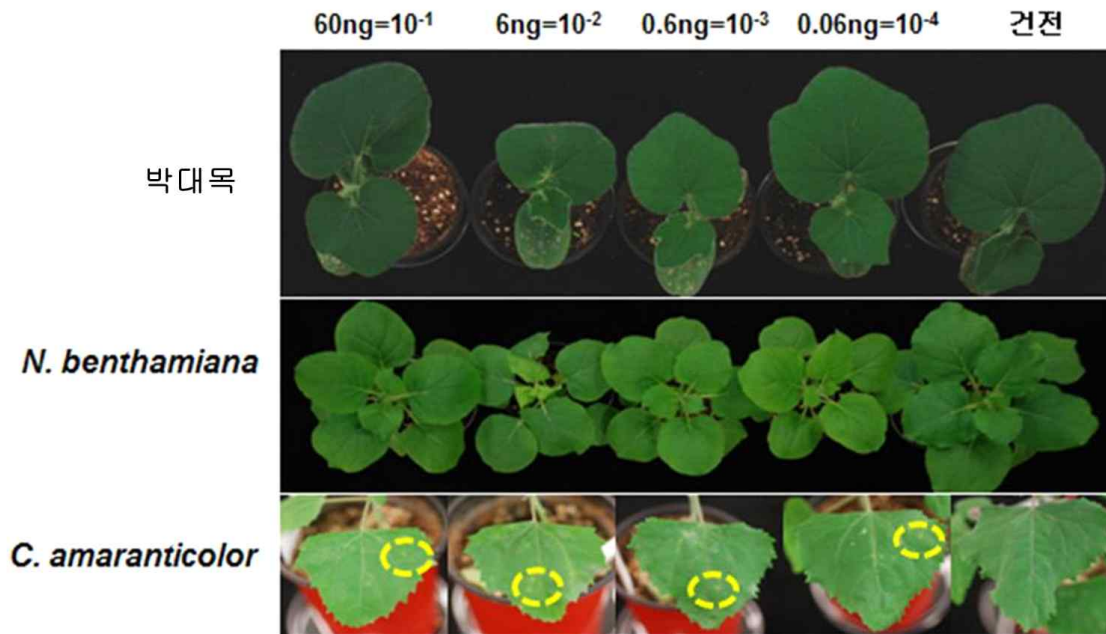 60ng=10⁻¹ 6ng=10⁻² 0.6ng=10⁻³ 0.06ng=10⁻⁴ 건전
박대목
N. benthamiana
C. amaranticolor